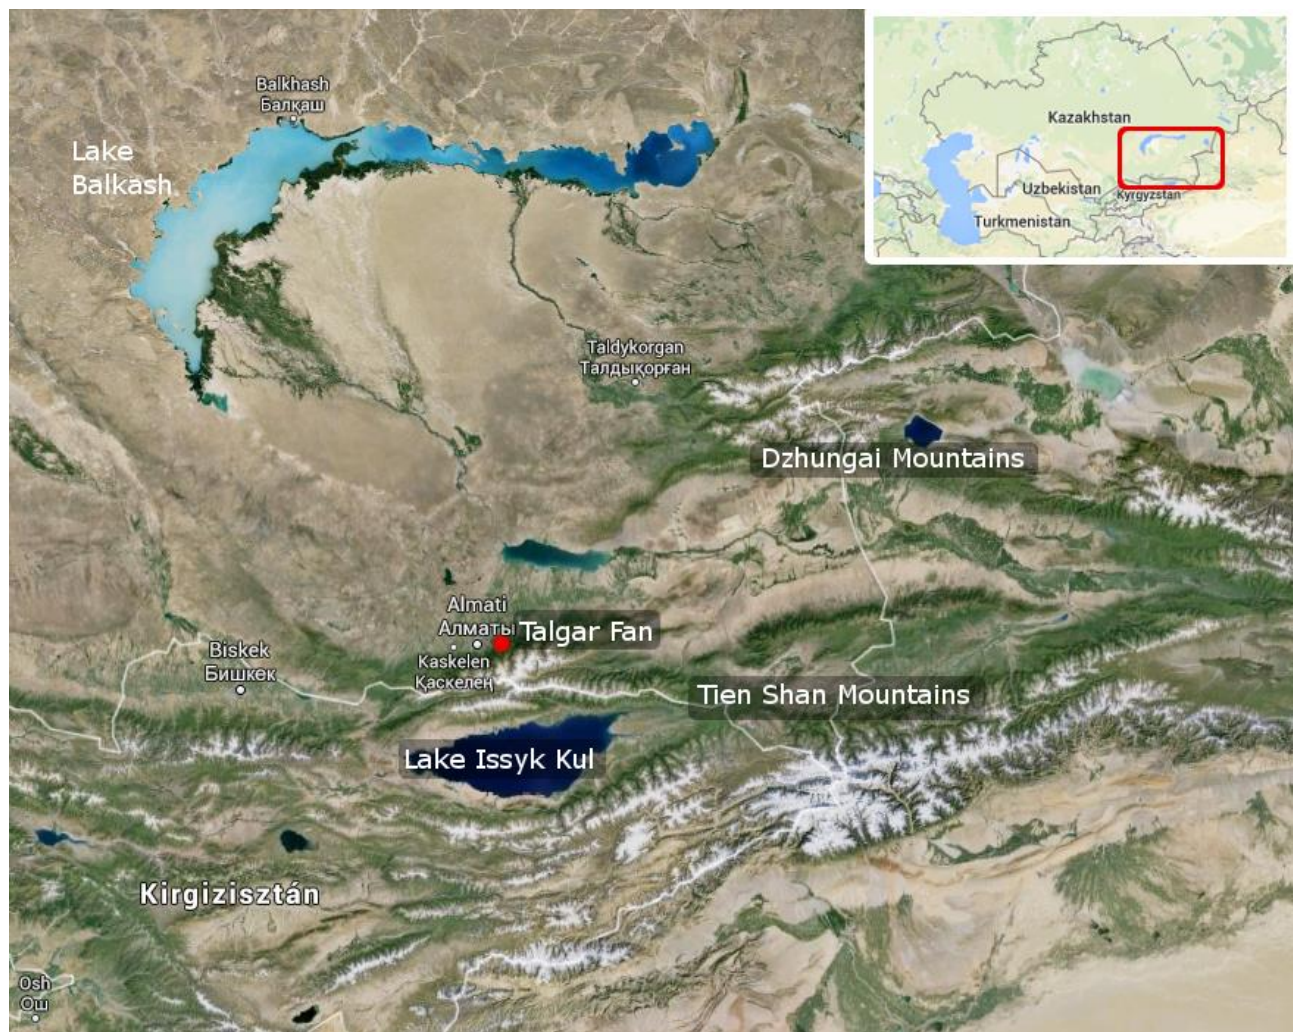 Balkhash
Балқаш
Lake
Balkash
Kazakhstan
Uzbekistan
Kyrgyzstan
Turkmenistan
Taldykorgan
Талдықорған
Dzhungai Mountains
Almati
Алматы
Talgar Fan
Kaskelen
Қаскелең
Biskek
Бишкек
Tien Shan Mountains
Lake Issyk Kul
Kirgizisztán
Osh
Ош